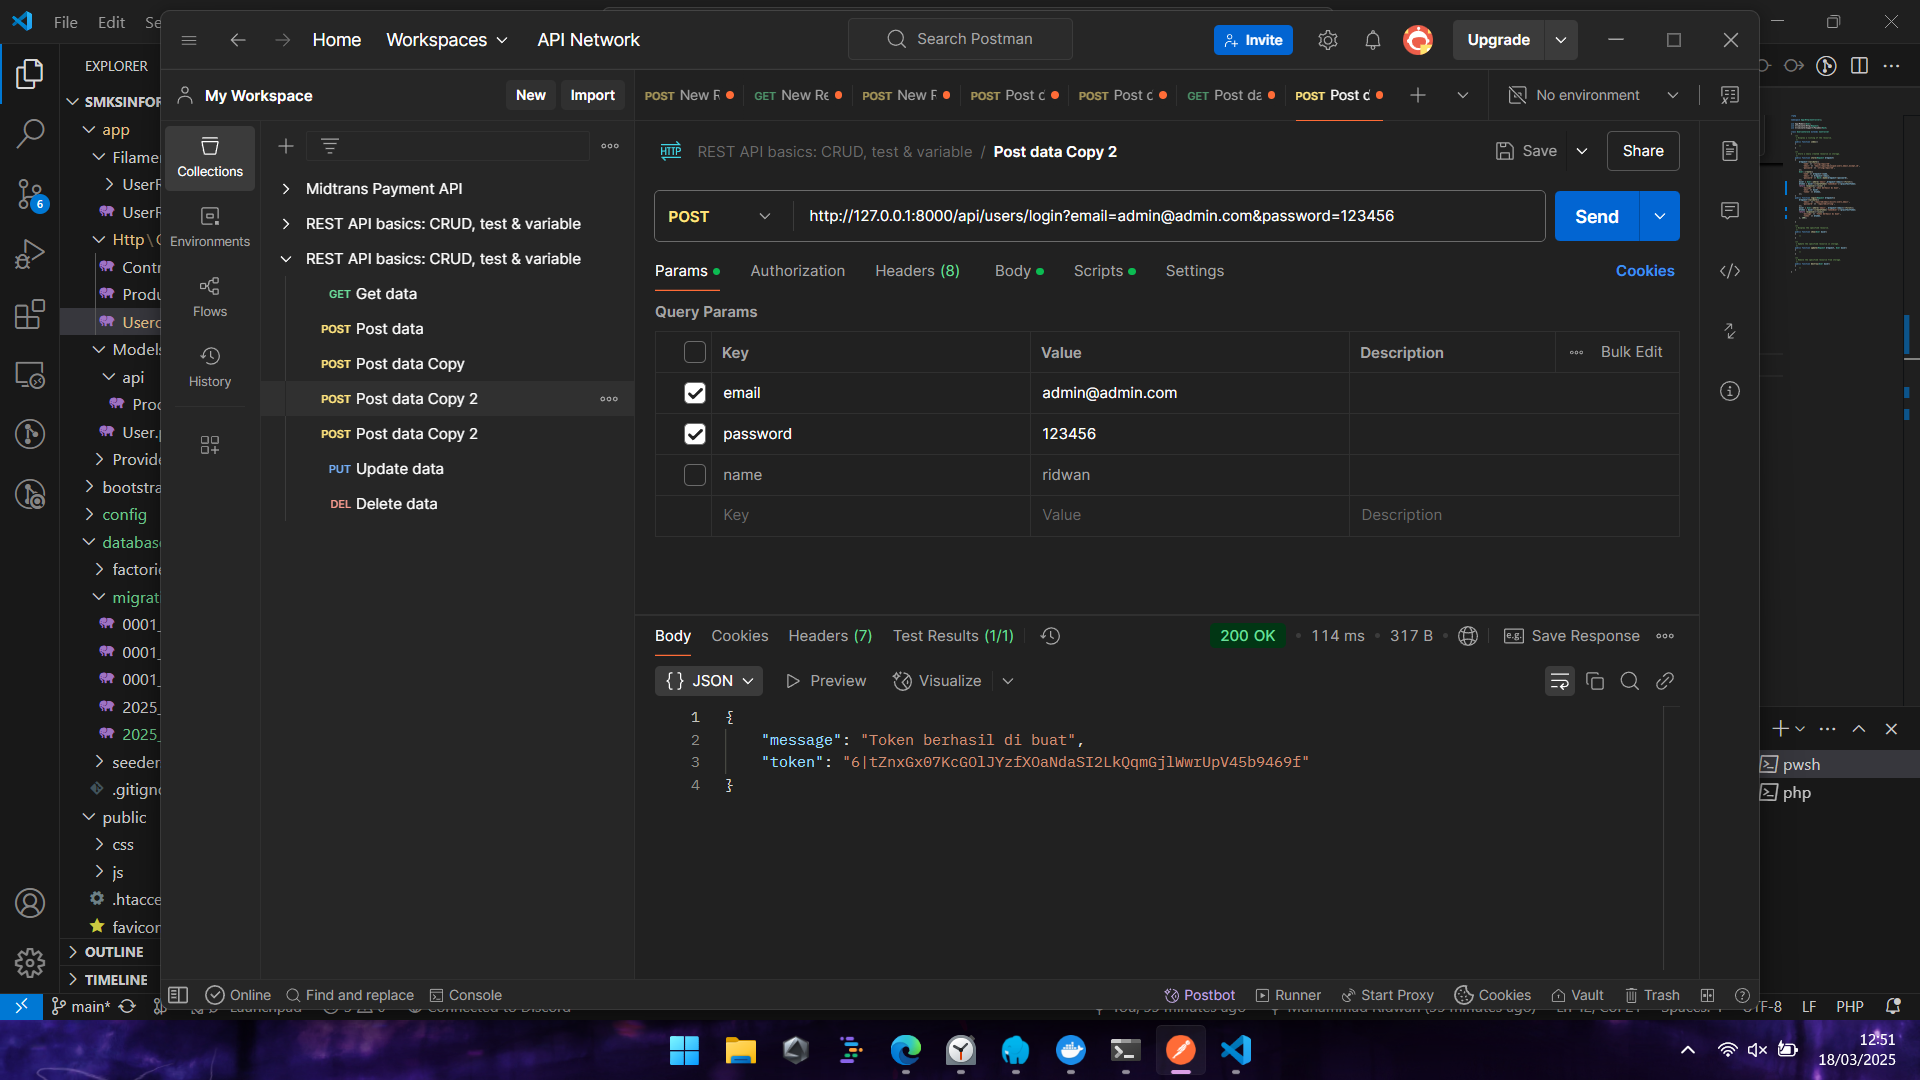 File Edit Se
Home Workspaces API Network
Search Postman
Invite
Upgrade
EXPLORER
SMKSINFOR
app
Filame
UserF
UserF
Http\
Contr
Produ
Userc
Models
api
Proc
User.
Provide
bootstra
config
databas
factori
migrat
0001_
0001_
0001_
2025_
2025_
seeder
.gitigno
public
css
js
.htacce
favicor
OUTLINE
TIMELINE
My Workspace
New
Import
Collections
Environments
Flows
History
Midtrans Payment API
REST API basics: CRUD, test & variable
REST API basics: CRUD, test & variable
GET Get data
POST Post data
POST Post data Copy
POST Post data Copy 2
POST Post data Copy 2
PUT Update data
DEL Delete data
POST New F GET New Re POST New F POST Post c POST Post c GET Post da POST Post c
No environment
HTTP REST API basics: CRUD, test & variable / Post data Copy 2
Save
Share
POST http://127.0.0.1:8000/api/users/login?email=admin@admin.com&password=123456
Send
Params Authorization Headers (8) Body Scripts Settings
Cookies
Query Params
Key Value Description Bulk Edit
email admin@admin.com
password 123456
name ridwan
Key Value Description
Body Cookies Headers (7) Test Results (1/1)
200 OK • 114 ms • 317 B
e.g. Save Response
{} JSON Preview Visualize
1 {
2 "message": "Token berhasil di buat",
3 "token": "6|tZnxGx07KcGOlJYzfXOaNdaSI2LkQqmGjlWwrUpV45b9469f"
4 }
pwsh
php
Online Find and replace Console
Postbot Runner Start Proxy Cookies Vault Trash
6
main*
LF PHP
12:51
18/03/2025